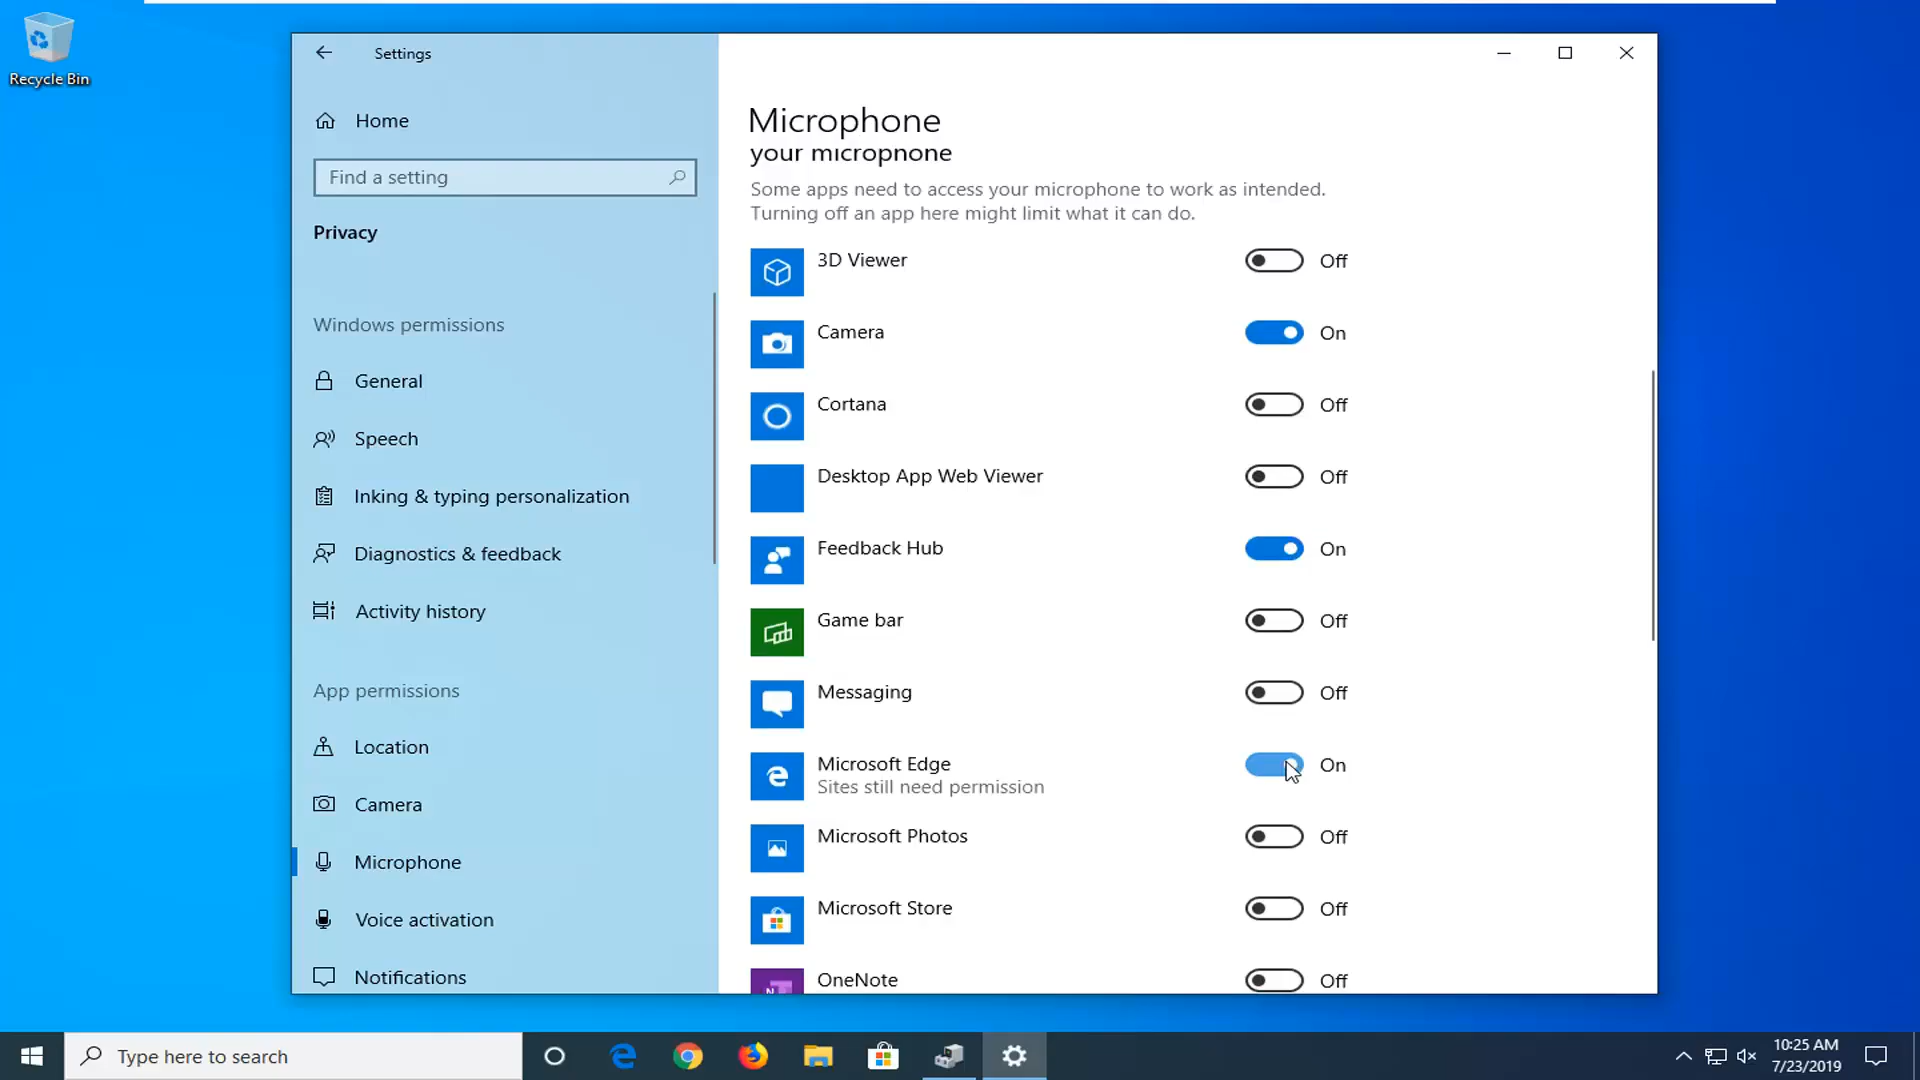 Recycle Bin
Settings
Home
Find a setting
Privacy
Windows permissions
General
Speech
Inking & typing personalization
Diagnostics & feedback
Activity history
App permissions
Location
Camera
Microphone
Voice activation
Notifications
Microphone
your microphone
Some apps need to access your microphone to work as intended.
Turning off an app here might limit what it can do.
3D Viewer Off
Camera On
Cortana Off
Desktop App Web Viewer Off
Feedback Hub On
Game bar Off
Messaging Off
Microsoft Edge On
Sites still need permission
Microsoft Photos Off
Microsoft Store Off
OneNote Off
Type here to search
10:25 AM
7/23/2019